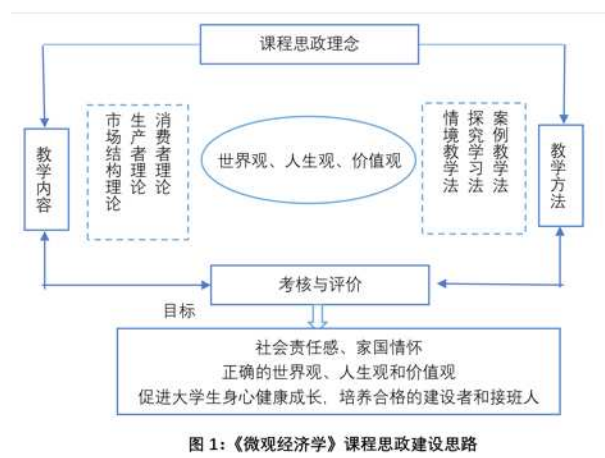 课程思政理念
教学内容
市场结构理论
生产者理论
消费者理论
世界观、人生观、价值观
情境教学法
探究学习法
案例教学法
教学方法
考核与评价
目标
社会责任感、家国情怀
正确的世界观、人生观和价值观
促进大学生身心健康成长，培养合格的建设者和接班人
图 1：《微观经济学》课程思政建设思路